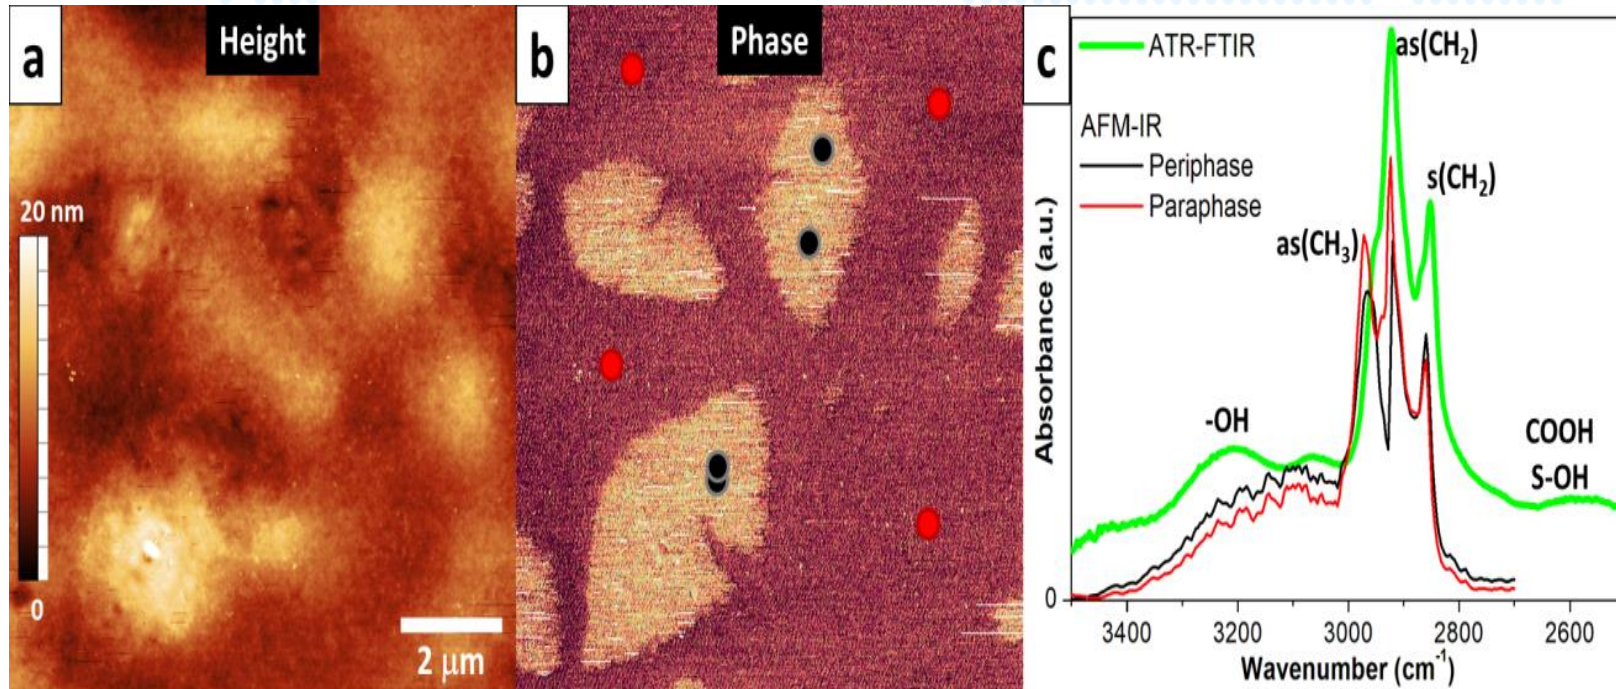 a
Height
20 nm
0
2 μm
b
Phase
c
ATR-FTIR
AFM-IR
Periphase
Paraphase
as(CH₂)
s(CH₂)
as(CH₃)
-OH
COOH
S-OH
Absorbance (a.u.)
0
3400 3200 3000 2800 2600
Wavenumber (cm⁻¹)